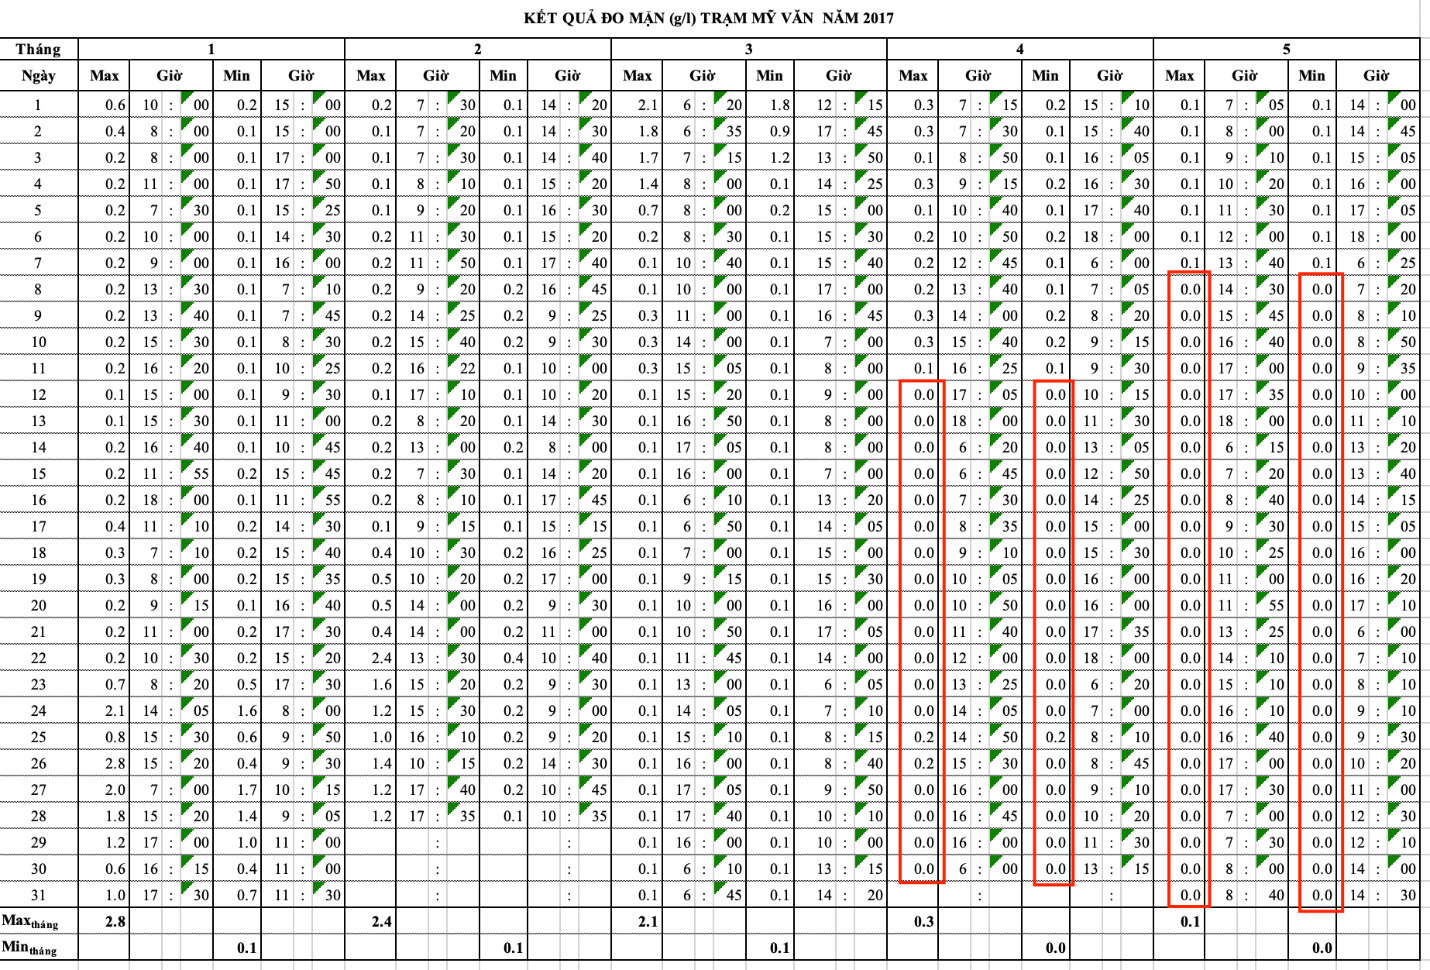 KẾT QUẢ ĐO MẶN (g/l) TRẠM MỸ VĂN NĂM 2017
Tháng 1 2 3 4 5
Ngày Max Giờ Min Giờ Max Giờ Min Giờ Max Giờ Min Giờ Max Giờ Min Giờ Max Giờ Min Giờ
1 0.6 10 : 00 0.2 15 : 00 0.2 7 : 30 0.1 14 : 20 2.1 6 : 20 1.8 12 : 15 0.3 7 : 15 0.2 15 : 10 0.1 7 : 05 0.1 14 : 00
2 0.4 8 : 00 0.1 15 : 00 0.1 7 : 20 0.1 14 : 30 1.8 6 : 35 0.9 17 : 45 0.3 7 : 30 0.1 15 : 40 0.1 8 : 00 0.1 14 : 45
3 0.2 8 : 00 0.1 17 : 00 0.1 7 : 30 0.1 14 : 40 1.7 7 : 15 1.2 13 : 50 0.1 8 : 50 0.1 16 : 05 0.1 9 : 10 0.1 15 : 05
4 0.2 11 : 00 0.1 17 : 50 0.1 8 : 10 0.1 15 : 20 1.4 8 : 00 0.1 14 : 25 0.3 9 : 15 0.2 16 : 30 0.1 10 : 20 0.1 16 : 00
5 0.2 7 : 30 0.1 15 : 25 0.1 9 : 20 0.1 16 : 30 0.7 8 : 00 0.2 15 : 00 0.1 10 : 40 0.1 17 : 40 0.1 11 : 30 0.1 17 : 05
6 0.2 10 : 00 0.1 14 : 30 0.2 11 : 30 0.1 15 : 20 0.2 8 : 30 0.1 15 : 30 0.2 10 : 50 0.2 18 : 00 0.1 12 : 00 0.1 18 : 00
7 0.2 9 : 00 0.1 16 : 00 0.2 11 : 50 0.1 17 : 40 0.1 10 : 40 0.1 15 : 40 0.2 12 : 45 0.1 6 : 00 0.1 13 : 40 0.1 6 : 25
8 0.2 13 : 30 0.1 7 : 10 0.2 9 : 20 0.2 16 : 45 0.1 10 : 00 0.1 17 : 00 0.2 13 : 40 0.1 7 : 05 0.0 14 : 30 0.0 7 : 20
9 0.2 13 : 40 0.1 7 : 45 0.2 14 : 25 0.2 9 : 25 0.3 11 : 00 0.1 16 : 45 0.3 14 : 00 0.2 8 : 20 0.0 15 : 45 0.0 8 : 10
10 0.2 15 : 30 0.1 8 : 30 0.2 15 : 40 0.2 9 : 30 0.3 14 : 00 0.1 7 : 00 0.3 15 : 40 0.2 9 : 15 0.0 16 : 40 0.0 8 : 50
11 0.2 16 : 20 0.1 10 : 25 0.2 16 : 22 0.1 10 : 00 0.3 15 : 05 0.1 8 : 00 0.1 16 : 25 0.1 9 : 30 0.0 17 : 00 0.0 9 : 35
12 0.1 15 : 00 0.1 9 : 30 0.1 17 : 10 0.1 10 : 20 0.1 15 : 20 0.1 9 : 00 0.0 17 : 05 0.0 10 : 15 0.0 17 : 35 0.0 10 : 00
13 0.1 15 : 30 0.1 11 : 00 0.2 8 : 20 0.1 14 : 30 0.1 16 : 50 0.1 8 : 00 0.0 18 : 00 0.0 11 : 30 0.0 18 : 00 0.0 11 : 10
14 0.2 16 : 40 0.1 10 : 45 0.2 13 : 00 0.2 8 : 00 0.1 17 : 05 0.1 8 : 00 0.0 6 : 20 0.0 13 : 05 0.0 6 : 15 0.0 13 : 20
15 0.2 11 : 55 0.2 15 : 45 0.2 7 : 30 0.1 14 : 20 0.1 16 : 00 0.1 7 : 00 0.0 6 : 45 0.0 12 : 50 0.0 7 : 20 0.0 13 : 40
16 0.2 18 : 00 0.1 11 : 55 0.2 8 : 10 0.1 17 : 45 0.1 6 : 10 0.1 13 : 20 0.0 7 : 30 0.0 14 : 25 0.0 8 : 40 0.0 14 : 15
17 0.4 11 : 10 0.2 14 : 30 0.1 9 : 15 0.1 15 : 15 0.1 6 : 50 0.1 14 : 05 0.0 8 : 35 0.0 15 : 00 0.0 9 : 30 0.0 15 : 05
18 0.3 7 : 10 0.2 15 : 40 0.4 10 : 30 0.2 16 : 25 0.1 7 : 00 0.1 15 : 00 0.0 9 : 10 0.0 15 : 30 0.0 10 : 25 0.0 16 : 00
19 0.3 8 : 00 0.2 15 : 35 0.5 10 : 20 0.2 17 : 00 0.1 9 : 15 0.1 15 : 30 0.0 10 : 05 0.0 16 : 00 0.0 11 : 00 0.0 16 : 20
20 0.2 9 : 15 0.1 16 : 40 0.5 14 : 00 0.2 9 : 30 0.1 10 : 00 0.1 16 : 00 0.0 10 : 50 0.0 16 : 00 0.0 11 : 55 0.0 17 : 10
21 0.2 11 : 00 0.2 17 : 30 0.4 14 : 00 0.2 11 : 00 0.1 10 : 50 0.1 17 : 05 0.0 11 : 40 0.0 17 : 35 0.0 13 : 25 0.0 6 : 00
22 0.2 10 : 30 0.2 15 : 20 2.4 13 : 30 0.4 10 : 40 0.1 11 : 45 0.1 14 : 00 0.0 12 : 00 0.0 18 : 00 0.0 14 : 10 0.0 7 : 10
23 0.7 8 : 20 0.5 17 : 30 1.6 15 : 20 0.2 9 : 30 0.1 13 : 00 0.1 6 : 05 0.0 13 : 25 0.0 6 : 20 0.0 15 : 10 0.0 8 : 10
24 2.1 14 : 05 1.6 8 : 00 1.2 15 : 30 0.2 9 : 00 0.1 14 : 05 0.1 7 : 10 0.0 14 : 05 0.0 7 : 00 0.0 16 : 10 0.0 9 : 10
25 0.8 15 : 30 0.6 9 : 50 1.0 16 : 10 0.2 9 : 20 0.1 15 : 10 0.1 8 : 15 0.2 14 : 50 0.2 8 : 10 0.0 16 : 40 0.0 9 : 30
26 2.8 15 : 20 0.4 9 : 30 1.4 10 : 15 0.2 14 : 30 0.1 16 : 00 0.1 8 : 40 0.2 15 : 30 0.0 8 : 45 0.0 17 : 00 0.0 10 : 20
27 2.0 7 : 00 1.7 10 : 15 1.2 17 : 40 0.2 10 : 45 0.1 17 : 05 0.1 9 : 50 0.0 16 : 00 0.0 9 : 10 0.0 17 : 30 0.0 11 : 00
28 1.8 15 : 20 1.4 9 : 05 1.2 17 : 35 0.1 10 : 35 0.1 17 : 40 0.1 10 : 10 0.0 16 : 45 0.0 10 : 20 0.0 7 : 00 0.0 12 : 30
29 1.2 17 : 00 1.0 11 : 00 : : 0.1 16 : 00 0.1 10 : 00 0.0 16 : 00 0.0 11 : 30 0.0 7 : 30 0.0 12 : 10
30 0.6 16 : 15 0.4 11 : 00 : 0.1 6 : 10 0.1 13 : 15 0.0 6 : 00 0.0 13 : 15 0.0 8 : 00 0.0 14 : 00
31 1.0 17 : 30 0.7 11 : 30 : : 0.1 6 : 45 0.1 14 : 20 : : 0.0 8 : 40 0.0 14 : 30
Maxtháng 2.8 2.4 2.1 0.3 0.1
Mintháng 0.1 0.1 0.1 0.0 0.0